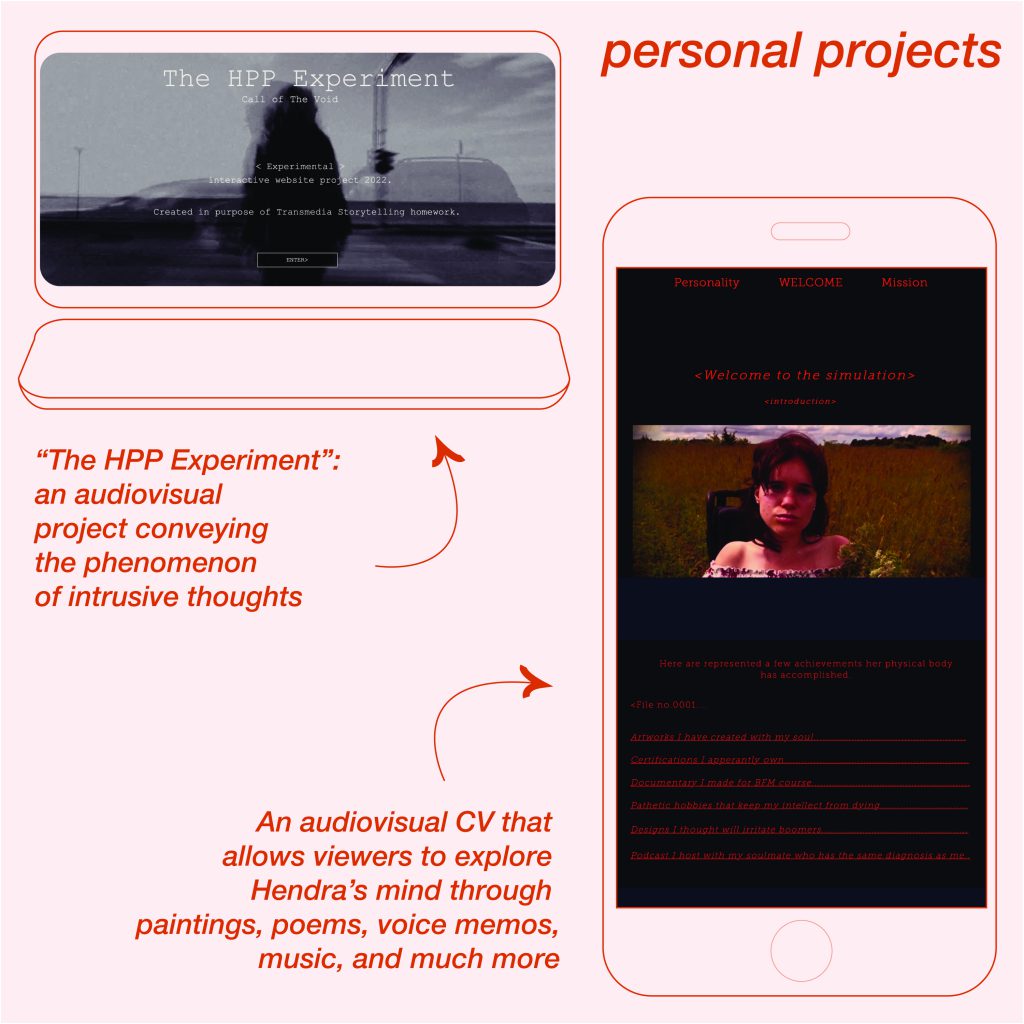 personal projects
The HPP Experiment
Call of The Void
< Experimental >
interactive website project 2022.
Created in purpose of Transmedia Storytelling homework.
ENTER>
“The HPP Experiment”:
an audiovisual
project conveying
the phenomenon
of intrusive thoughts
Personality WELCOME Mission
<Welcome to the simulation>
<introduction>
Here are represented a few achievements her physical body
has accomplished.
<File no.0001....
Artworks I have created with my soul
Certifications I apperantly own
Documentary I made for BFM course
Pathetic hobbies that keep my intellect from dying
Designs I thought will irritate boomers
Podcast I host with my soulmate who has the same diagnosis as me..
An audiovisual CV that
allows viewers to explore
Hendra’s mind through
paintings, poems, voice memos,
music, and much more